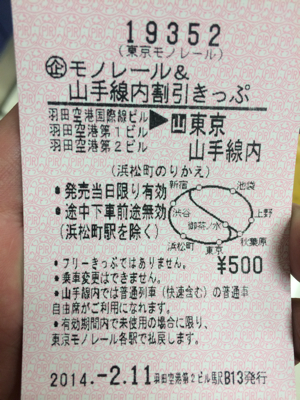 19352
(東京モノレール)
企モノレール&
山手線内割引きっぷ
羽田空港国際線ビル
羽田空港第1ビル
羽田空港第2ビル
▶山東京
山手線内
(浜松町のりかえ)
●発売当日限り有効
●途中下車前途無効
(浜松町駅を除く)
新宿
池袋
渋谷
御茶ノ水
上野
浜松町
東京
秋葉原
¥500
●フリーきっぷではありません。
●乗車変更はできません。
●山手線内では普通列車(快速含む)の普通車
自由席がご利用になれます。
●有効期間内で未使用の場合に限り、
東京モノレール各駅で払戻します。
2014.-2.11羽田空港第2ビル駅B13発行